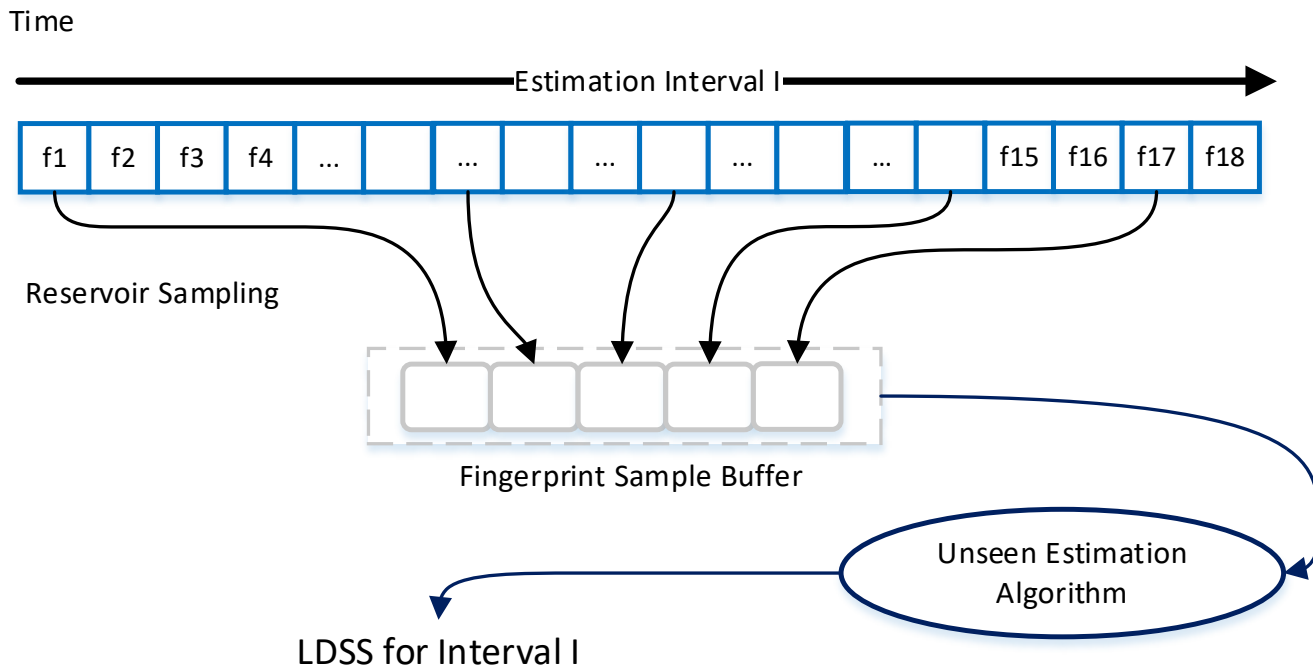 Time
Estimation Interval I
f1 f2 f3 f4 ... ... ... ... ... f15 f16 f17 f18
Reservoir Sampling
Fingerprint Sample Buffer
Unseen Estimation
Algorithm
LDSS for Interval I